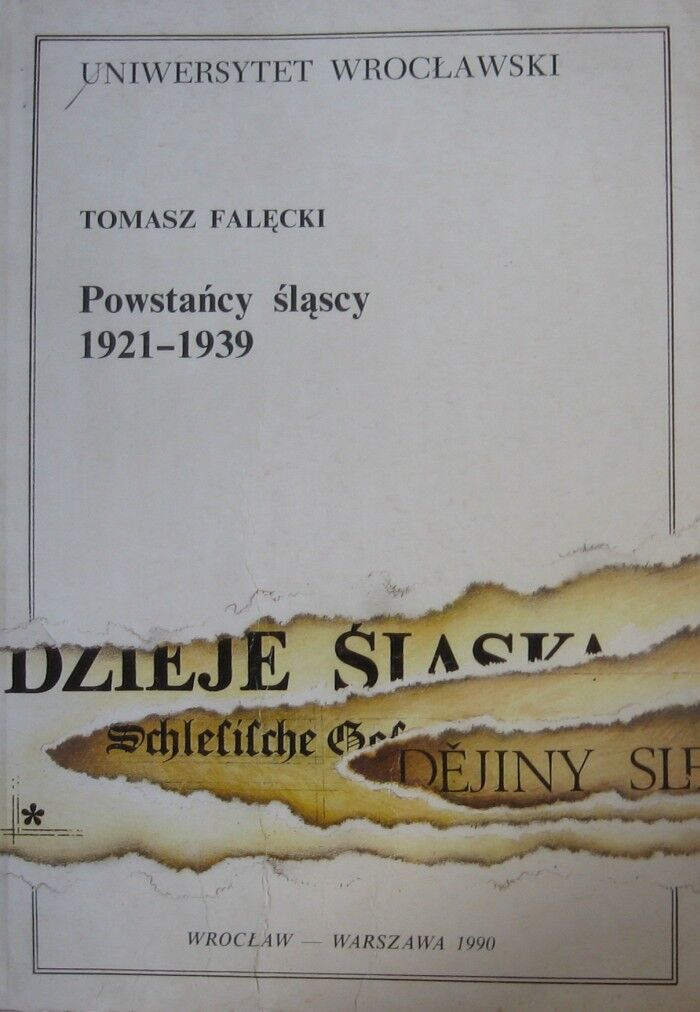 UNIWERSYTET WROCŁAWSKI
TOMASZ FALĘCKI
Powstańcy śląscy
1921–1939
DZIEJE ŚLĄSKA
Schleſiſche
DĚJINY
*
WROCŁAW — WARSZAWA 1990